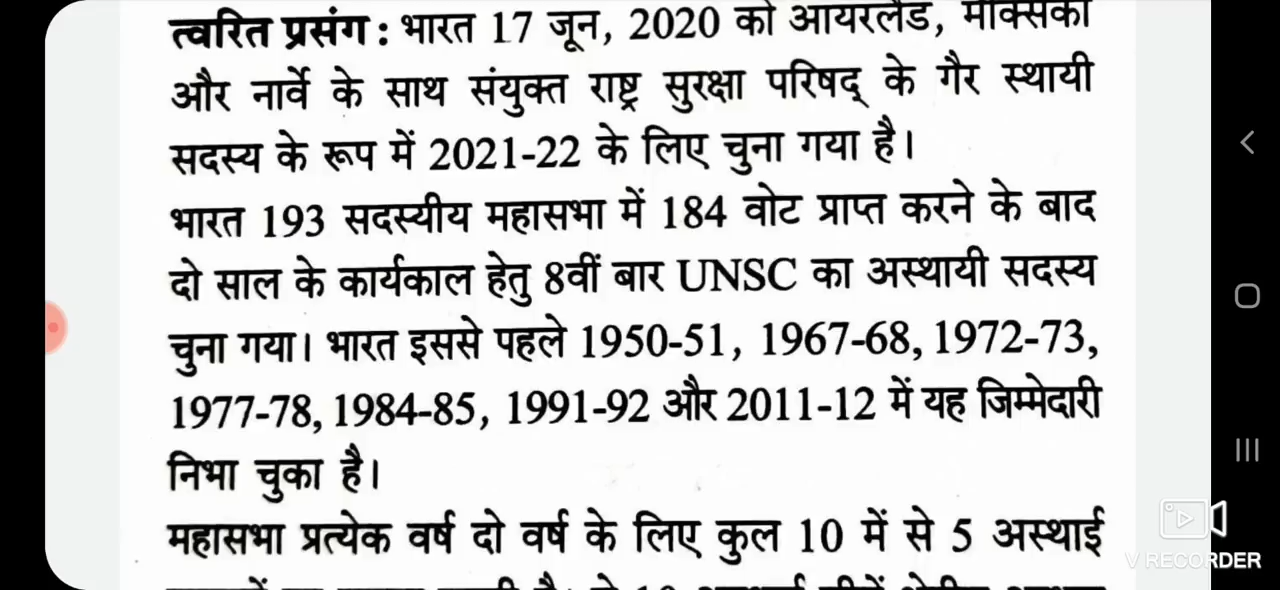 त्वरित प्रसंग : भारत 17 जून, 2020 को आयरलैंड, मैक्सिको
और नार्वे के साथ संयुक्त राष्ट्र सुरक्षा परिषद् के गैर स्थायी
सदस्य के रूप में 2021-22 के लिए चुना गया है।
भारत 193 सदस्यीय महासभा में 184 वोट प्राप्त करने के बाद
दो साल के कार्यकाल हेतु 8वीं बार UNSC का अस्थायी सदस्य
चुना गया। भारत इससे पहले 1950-51, 1967-68, 1972-73,
1977-78, 1984-85, 1991-92 और 2011-12 में यह जिम्मेदारी
निभा चुका है।
महासभा प्रत्येक वर्ष दो वर्ष के लिए कुल 10 में से 5 अस्थाई
V RECORDER